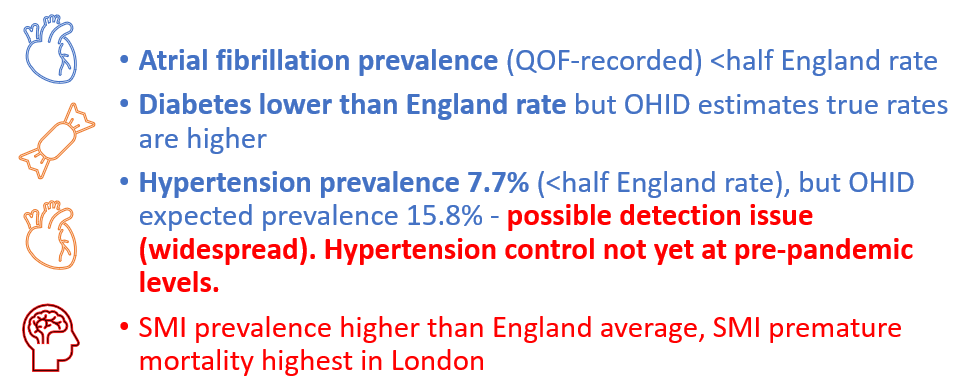 • Atrial fibrillation prevalence (QOF-recorded) <half England rate
• Diabetes lower than England rate but OHID estimates true rates
are higher
• Hypertension prevalence 7.7% (<half England rate), but OHID
expected prevalence 15.8% - possible detection issue
(widespread). Hypertension control not yet at pre-pandemic
levels.
• SMI prevalence higher than England average, SMI premature
mortality highest in London